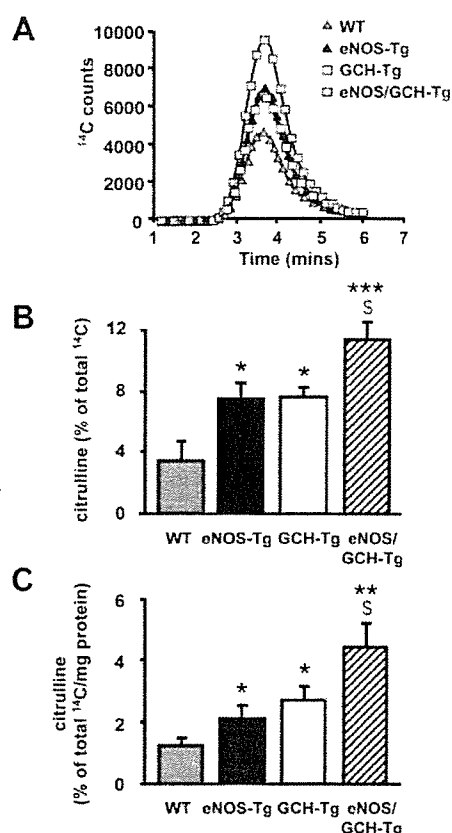 A
10000
8000
6000
4000
2000
0
¹⁴C counts
1 2 3 4 5 6 7
Time (mins)
WT
eNOS-Tg
GCH-Tg
eNOS/GCH-Tg
B
citrulline (% of total ¹⁴C)
12
8
4
0
*
*
***
S
WT eNOS-Tg GCH-Tg eNOS/
GCH-Tg
C
citrulline
(% of total ¹⁴C/mg protein)
6
4
2
0
*
*
**
S
WT eNOS-Tg GCH-Tg eNOS/
GCH-Tg